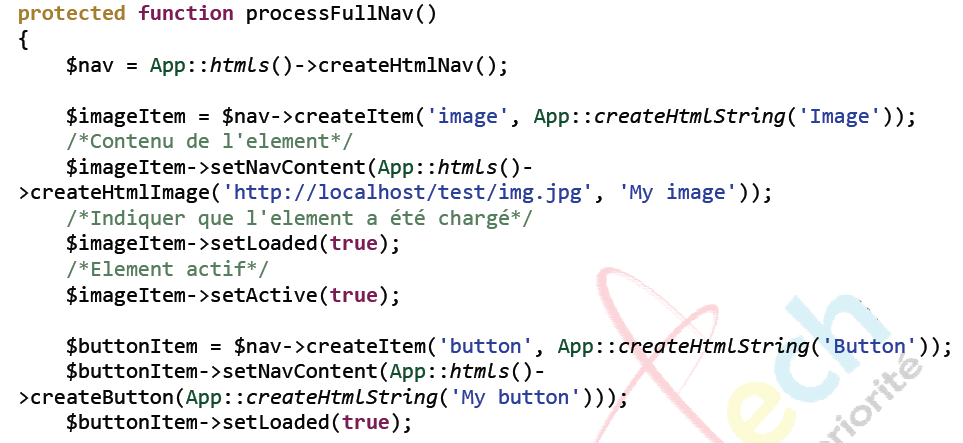 protected function processFullNav()
{
$nav = App::htmls()->createHtmlNav();
$imageItem = $nav->createItem('image', App::createHtmlString('Image'));
/*Contenu de l'element*/
$imageItem->setNavContent(App::htmls()-
>createHtmlImage('http://localhost/test/img.jpg', 'My image'));
/*Indiquer que l'element a été chargé*/
$imageItem->setLoaded(true);
/*Element actif*/
$imageItem->setActive(true);
$buttonItem = $nav->createItem('button', App::createHtmlString('Button'));
$buttonItem->setNavContent(App::htmls()-
>createButton(App::createHtmlString('My button')));
$buttonItem->setLoaded(true);
ech
riorité